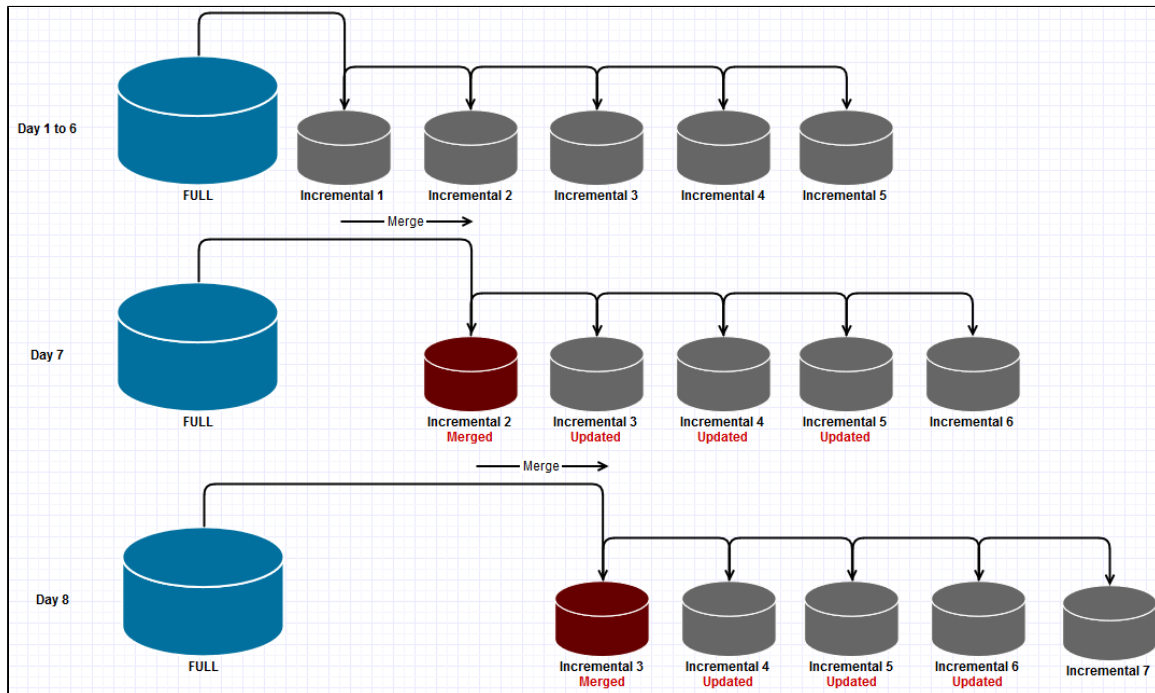 Day 1 to 6
FULL
Incremental 1
Incremental 2
Incremental 3
Incremental 4
Incremental 5
Merge
Day 7
FULL
Incremental 2
Merged
Incremental 3
Updated
Incremental 4
Updated
Incremental 5
Updated
Incremental 6
Merge
Day 8
FULL
Incremental 3
Merged
Incremental 4
Updated
Incremental 5
Updated
Incremental 6
Updated
Incremental 7